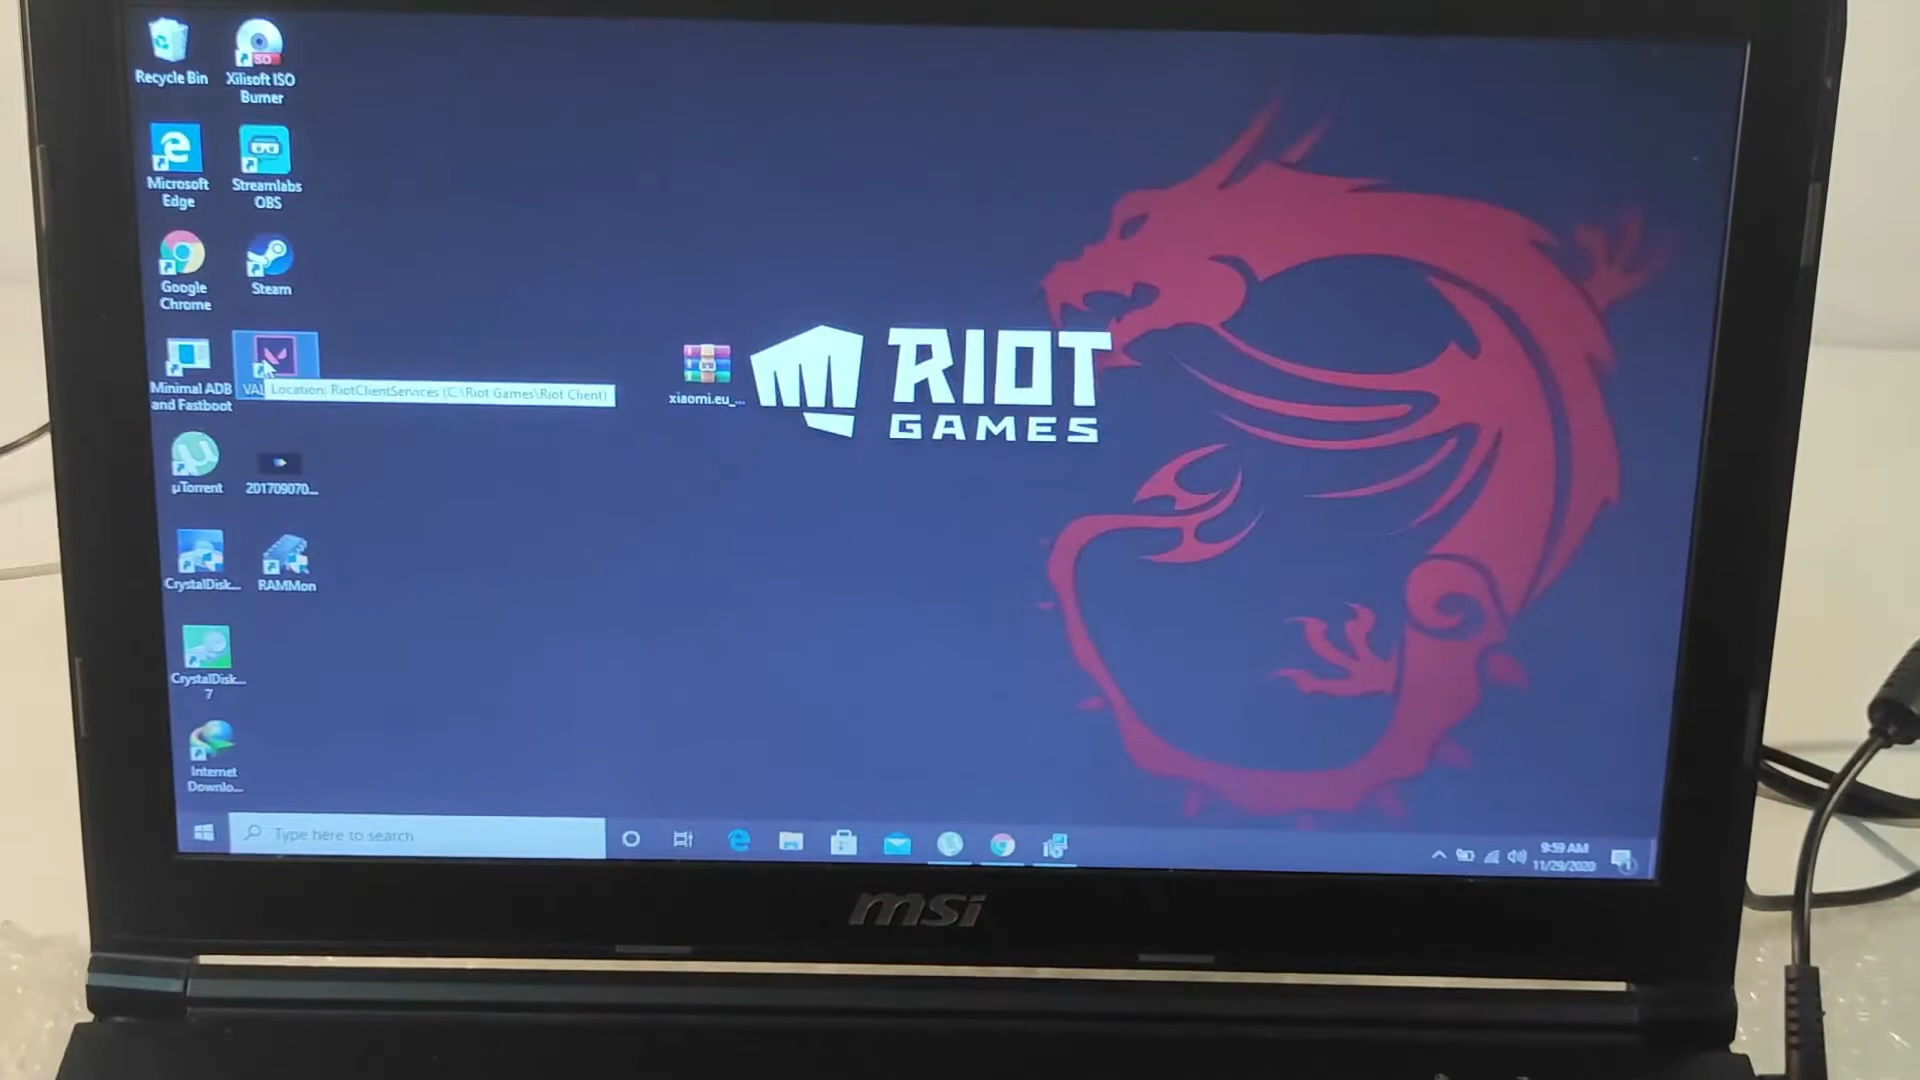 Recycle Bin
Xilisoft ISO
Burner
Microsoft
Edge
Streamlabs
OBS
Google
Chrome
Steam
Minimal ADB
and Fastboot
VAL
Location: RiotClientServices (C:\Riot Games\Riot Client)
xiaomi.eu_...
RIOT
GAMES
µTorrent
201709070...
CrystalDisk...
RAMMon
CrystalDisk...
7
Internet
Downlo...
Type here to search
9:59 AM
11/29/2020
msi